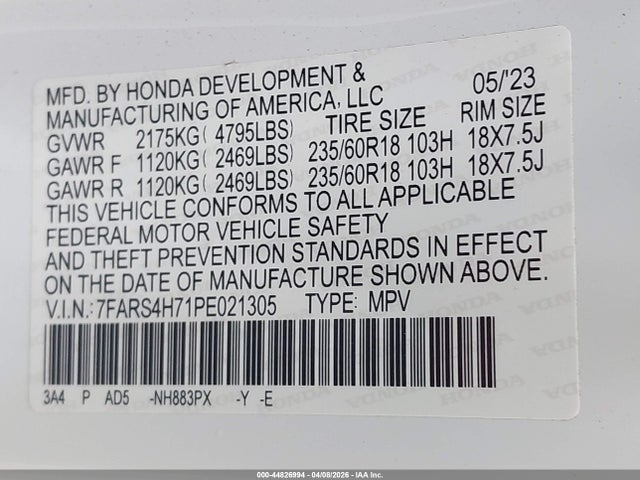 MFD. BY HONDA DEVELOPMENT & 05/'23
MANUFACTURING OF AMERICA, LLC
GVWR 2175KG( 4795LBS) TIRE SIZE RIM SIZE
GAWR F 1120KG( 2469LBS) 235/60R18 103H 18X7.5J
GAWR R 1120KG( 2469LBS) 235/60R18 103H 18X7.5J
THIS VEHICLE CONFORMS TO ALL APPLICABLE
FEDERAL MOTOR VEHICLE SAFETY
AND THEFT PREVENTION STANDARDS IN EFFECT
ON THE DATE OF MANUFACTURE SHOWN ABOVE.
V.I.N.:7FARS4H71PE021305 TYPE: MPV
3A4 P AD5 -NH883PX -Y -E
000-44826994 | 04/08/2026 | IAA Inc.